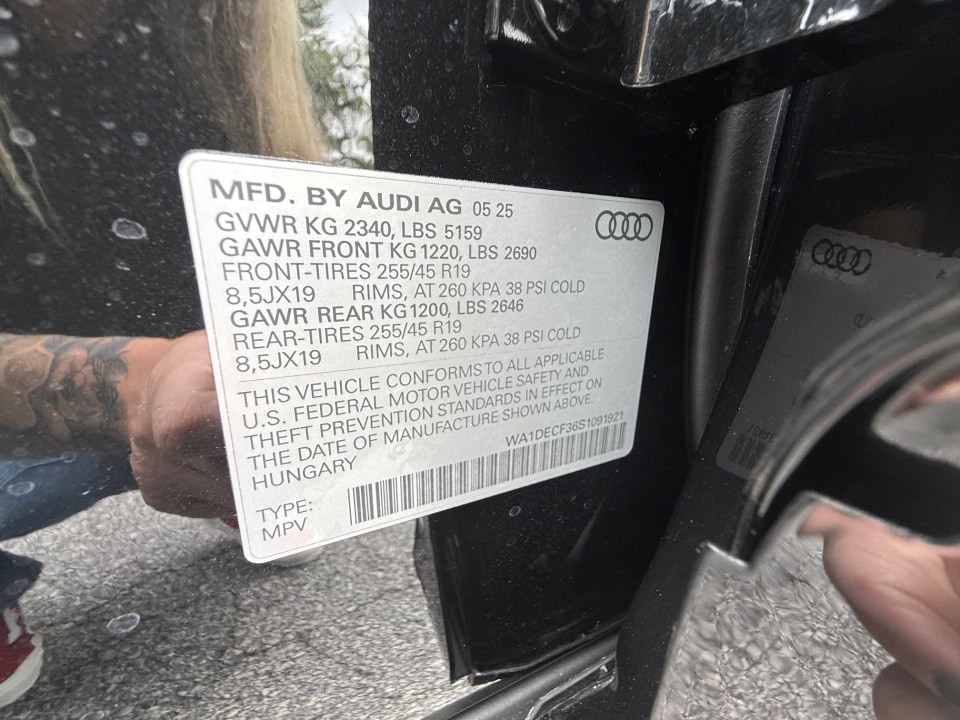 MFD. BY AUDI AG 05 25
GVWR KG 2340, LBS 5159
GAWR FRONT KG 1220, LBS 2690
FRONT-TIRES 255/45 R19
8,5JX19 RIMS, AT 260 KPA 38 PSI COLD
GAWR REAR KG 1200, LBS 2646
REAR-TIRES 255/45 R19
8,5JX19 RIMS, AT 260 KPA 38 PSI COLD
THIS VEHICLE CONFORMS TO ALL APPLICABLE
U.S. FEDERAL MOTOR VEHICLE SAFETY AND
THEFT PREVENTION STANDARDS IN EFFECT ON
THE DATE OF MANUFACTURE SHOWN ABOVE.
HUNGARY
WA1DECF36S1091921
TYPE:
MPV